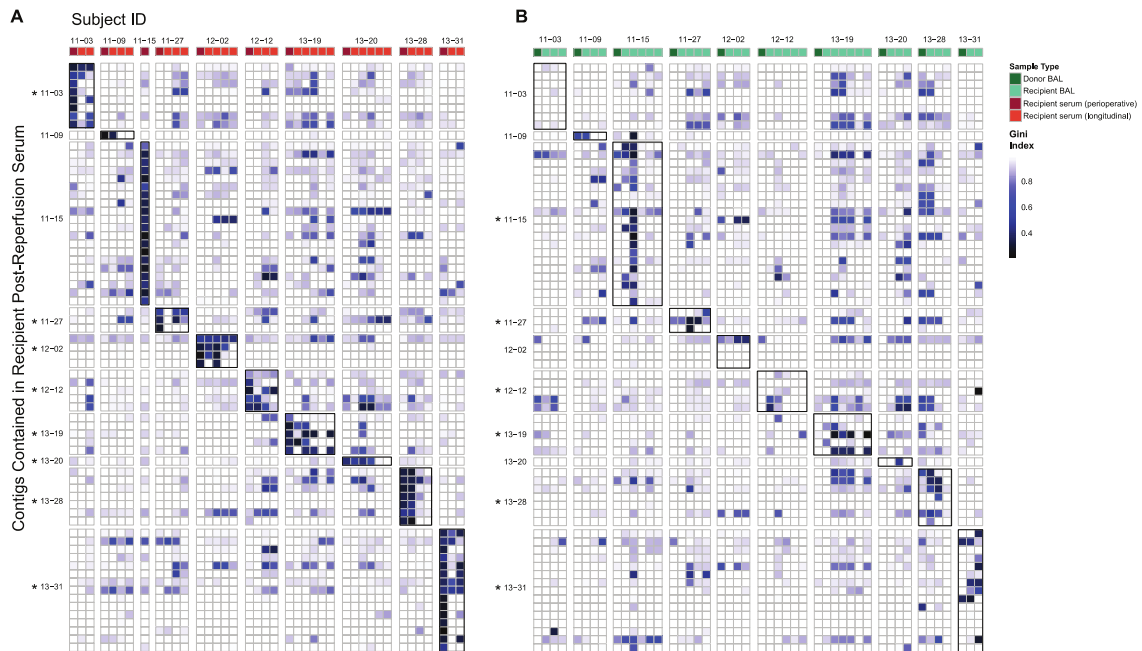 A
Subject ID
11−03 11−09 11−15 11−27 12−02 12−12 13−19 13−20 13−28 13−31
Contigs Contained in Recipient Post-Reperfusion Serum
* 11−03
11−09
11−15
* 11−27
* 12−02
* 12−12
* 13−19
* 13−20
* 13−28
* 13−31
B
11−03 11−09 11−15 11−27 12−02 12−12 13−19 13−20 13−28 13−31
11−03
11−09
* 11−15
* 11−27
12−02
* 12−12
* 13−19
13−20
* 13−28
* 13−31
Sample Type
Donor BAL
Recipient BAL
Recipient serum (perioperative)
Recipient serum (longitudinal)
Gini
Index
0.8
0.6
0.4